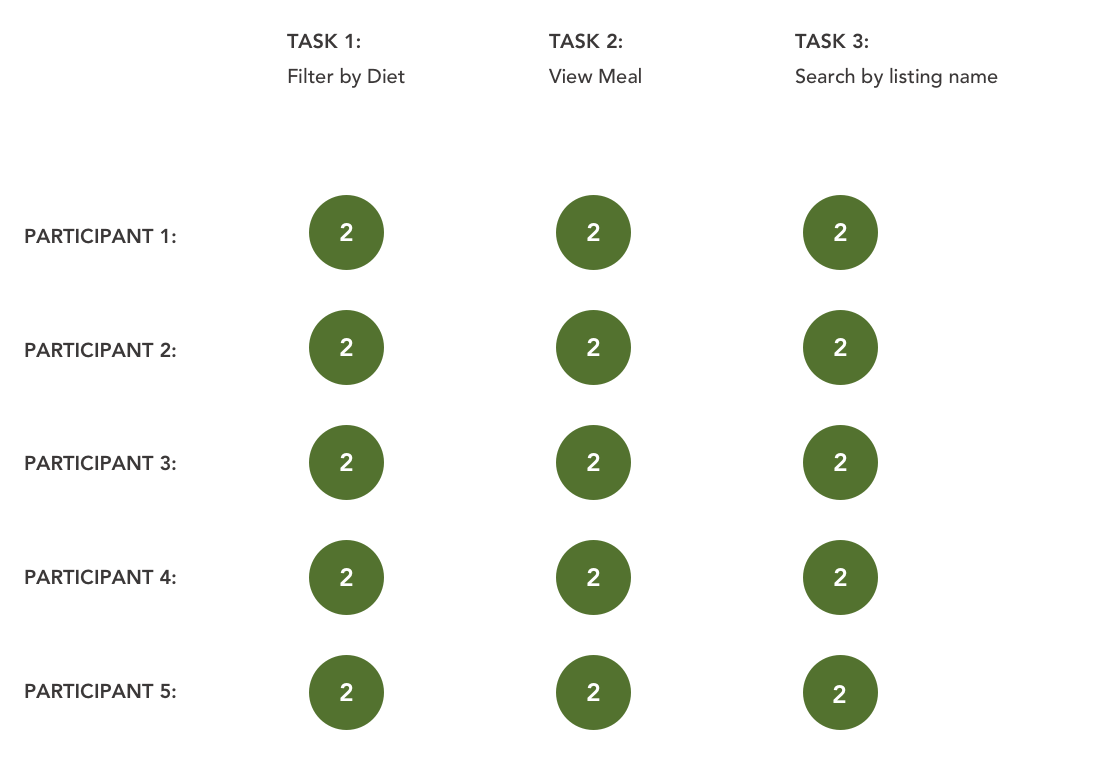 TASK 1: TASK 2: TASK 3:
Filter by Diet View Meal Search by listing name
PARTICIPANT 1: 2 2 2
PARTICIPANT 2: 2 2 2
PARTICIPANT 3: 2 2 2
PARTICIPANT 4: 2 2 2
PARTICIPANT 5: 2 2 2